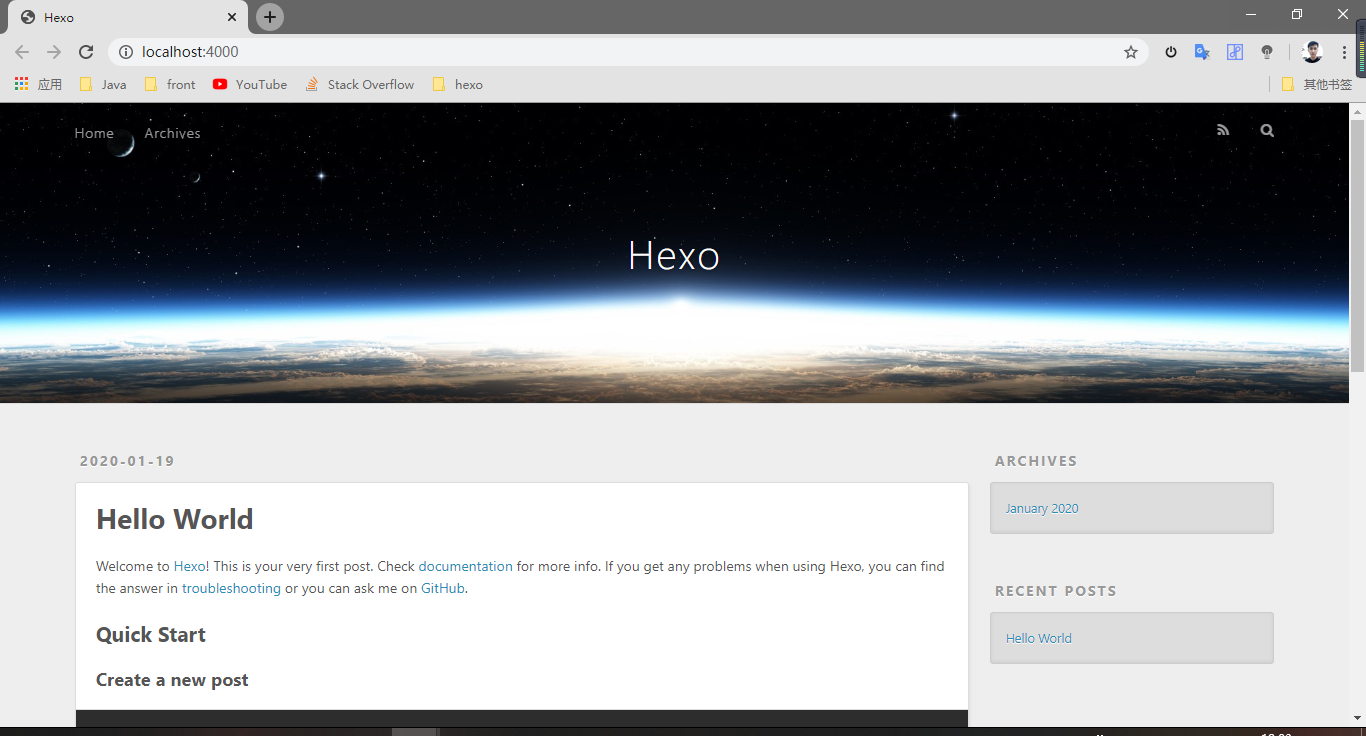 Hexo
localhost:4000
应用 Java front YouTube Stack Overflow hexo 其他书签
Home Archives
Hexo
2020-01-19
Hello World
Welcome to Hexo! This is your very first post. Check documentation for more info. If you get any problems when using Hexo, you can find
the answer in troubleshooting or you can ask me on GitHub.
Quick Start
Create a new post
ARCHIVES
January 2020
RECENT POSTS
Hello World